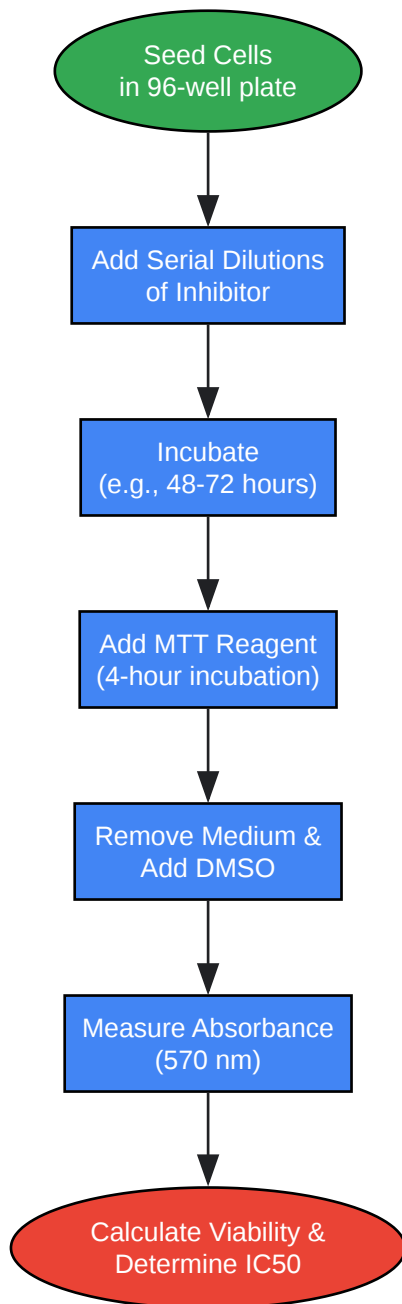 Seed Cells
in 96-well plate
Add Serial Dilutions
of Inhibitor
Incubate
(e.g., 48-72 hours)
Add MTT Reagent
(4-hour incubation)
Remove Medium &
Add DMSO
Measure Absorbance
(570 nm)
Calculate Viability &
Determine IC50